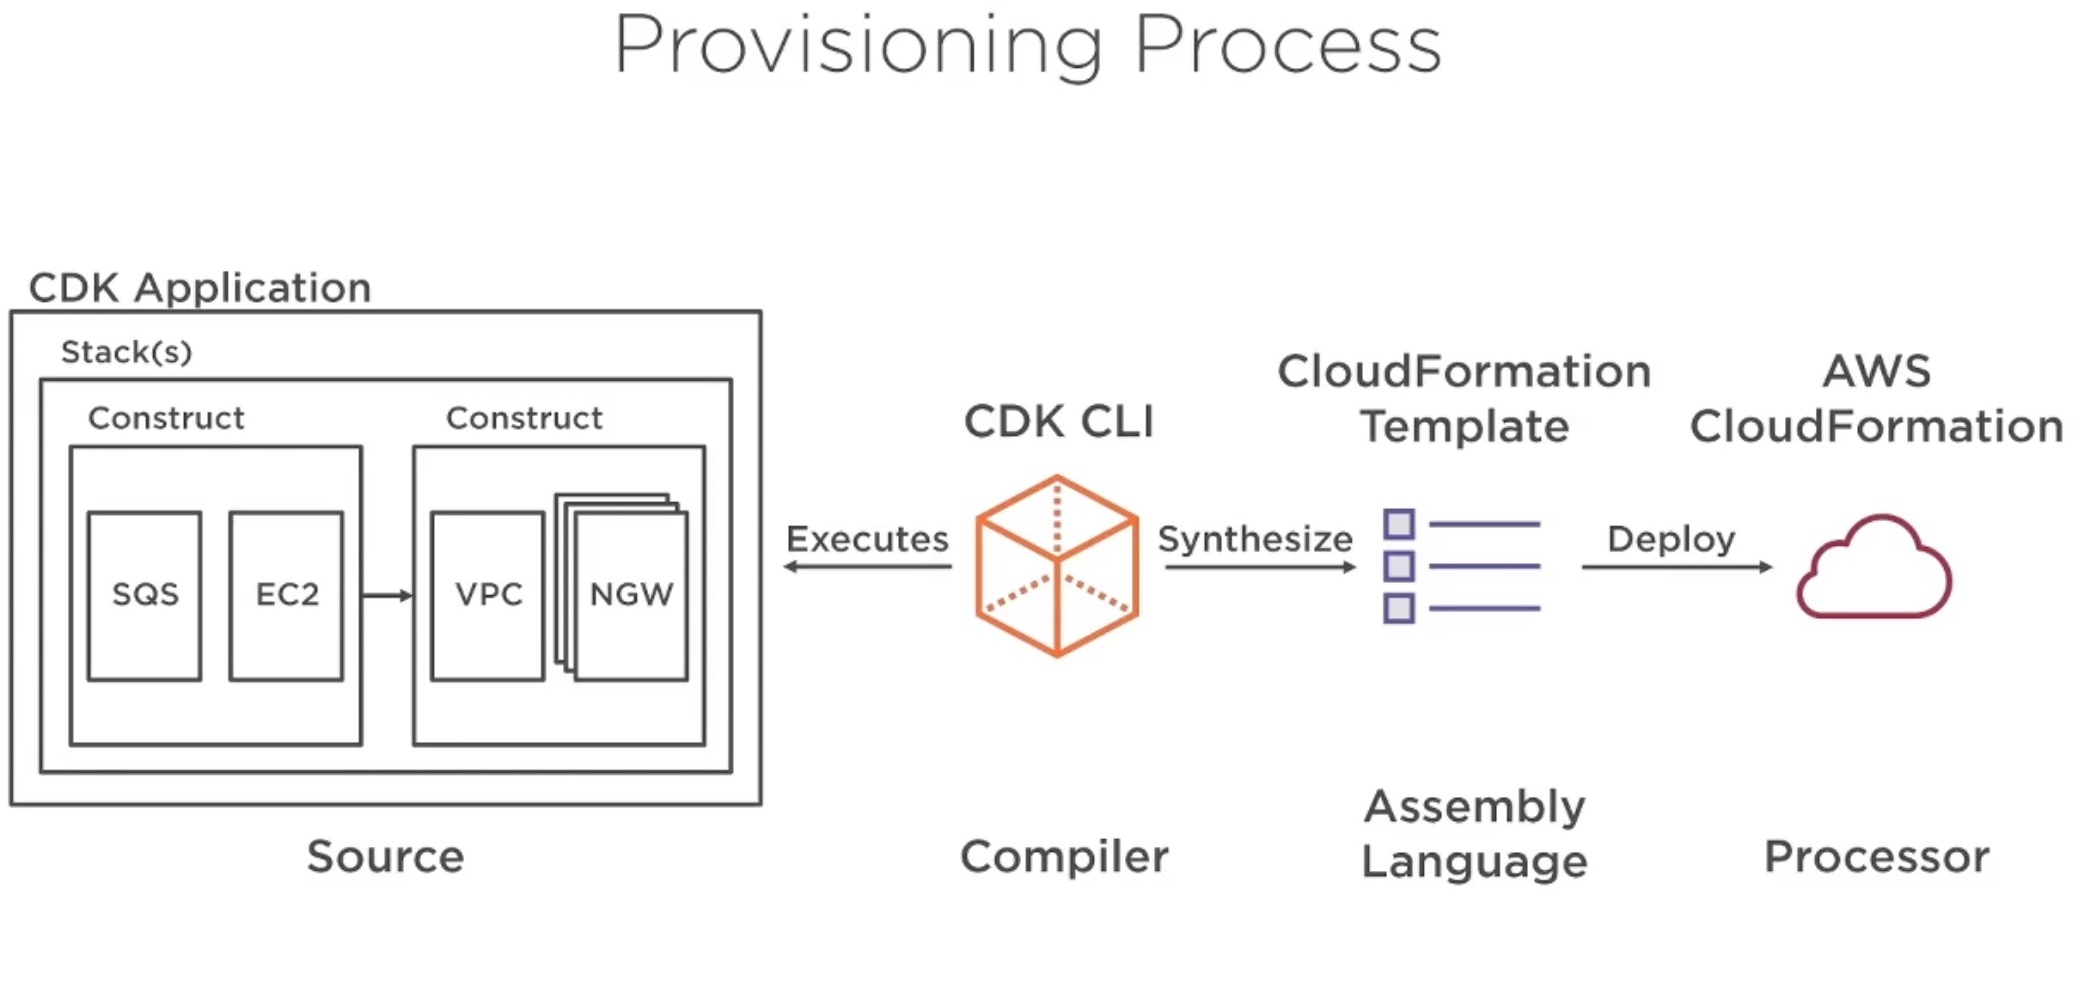 Provisioning Process
CDK Application
Stack(s)
Construct
Construct
SQS
EC2
VPC
NGW
Source
Executes
CDK CLI
Compiler
Synthesize
CloudFormation
Template
Assembly
Language
Deploy
AWS
CloudFormation
Processor